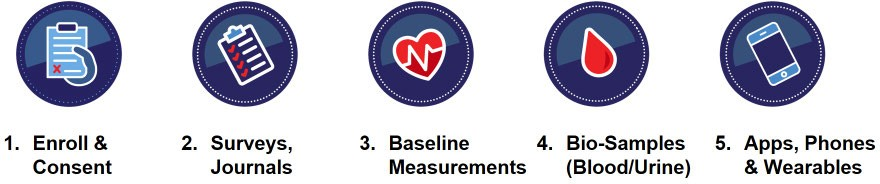 1. Enroll &
Consent
2. Surveys,
Journals
3. Baseline
Measurements
4. Bio-Samples
(Blood/Urine)
5. Apps, Phones
& Wearables